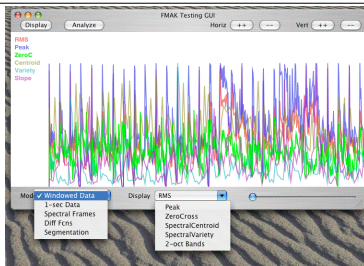 FMAK Testing GUI
Display Analyze Horiz ++ -- Vert ++ --
RMS
Peak
ZeroC
Centroid
Variety
Slope
Mod ✓ Windowed Data Display RMS
1-sec Data
Spectral Frames
Diff Fcns
Segmentation
Peak
ZeroCross
SpectralCentroid
SpectralVariety
2-oct Bands